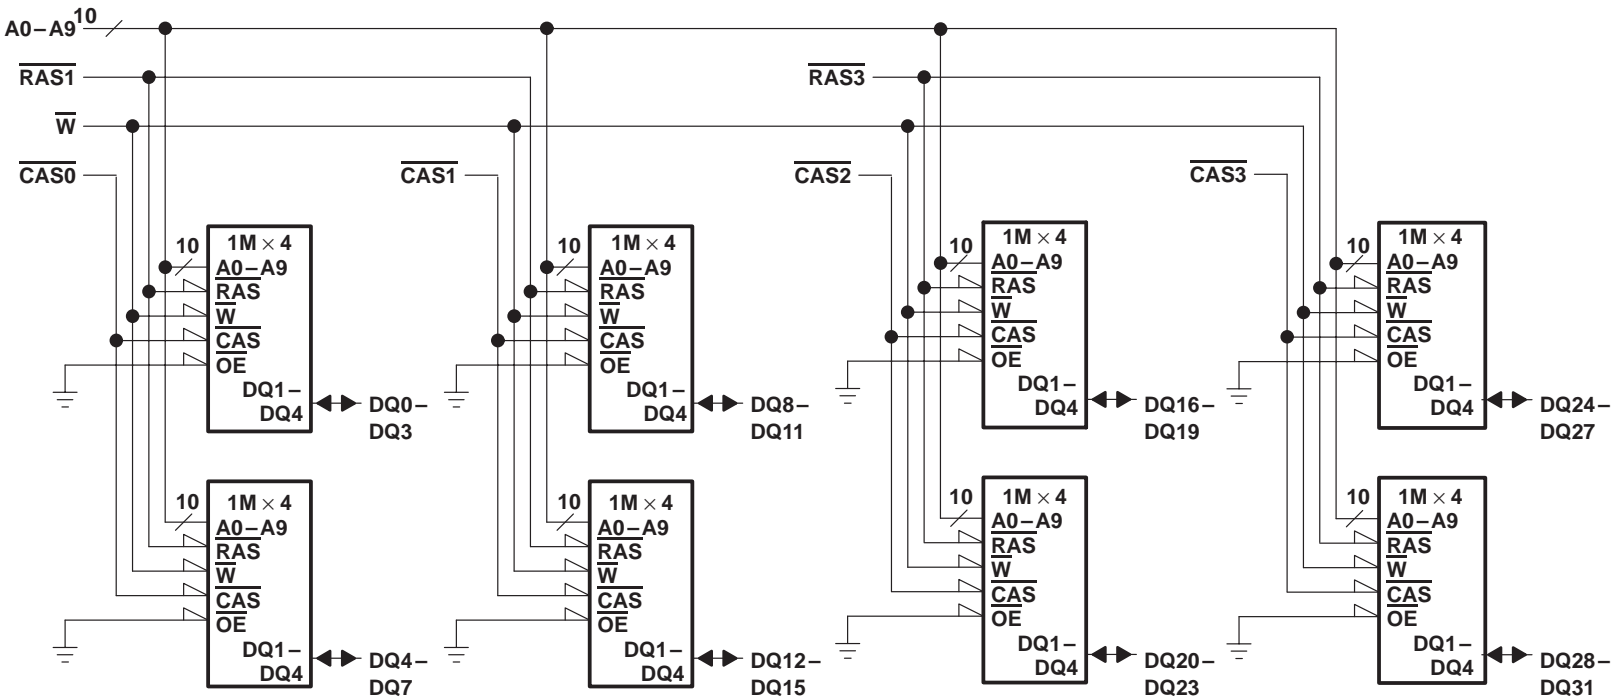 A0–A9 10
RAS1
RAS3
W
CAS0
CAS1
CAS2
CAS3
10
1M × 4
A0–A9
RAS
W
CAS
OE
DQ1–
DQ4
DQ0–
DQ3
10
1M × 4
A0–A9
RAS
W
CAS
OE
DQ1–
DQ4
DQ8–
DQ11
10
1M × 4
A0–A9
RAS
W
CAS
OE
DQ1–
DQ4
DQ16–
DQ19
10
1M × 4
A0–A9
RAS
W
CAS
OE
DQ1–
DQ4
DQ24–
DQ27
10
1M × 4
A0–A9
RAS
W
CAS
OE
DQ1–
DQ4
DQ4–
DQ7
10
1M × 4
A0–A9
RAS
W
CAS
OE
DQ1–
DQ4
DQ12–
DQ15
10
1M × 4
A0–A9
RAS
W
CAS
OE
DQ1–
DQ4
DQ20–
DQ23
10
1M × 4
A0–A9
RAS
W
CAS
OE
DQ1–
DQ4
DQ28–
DQ31